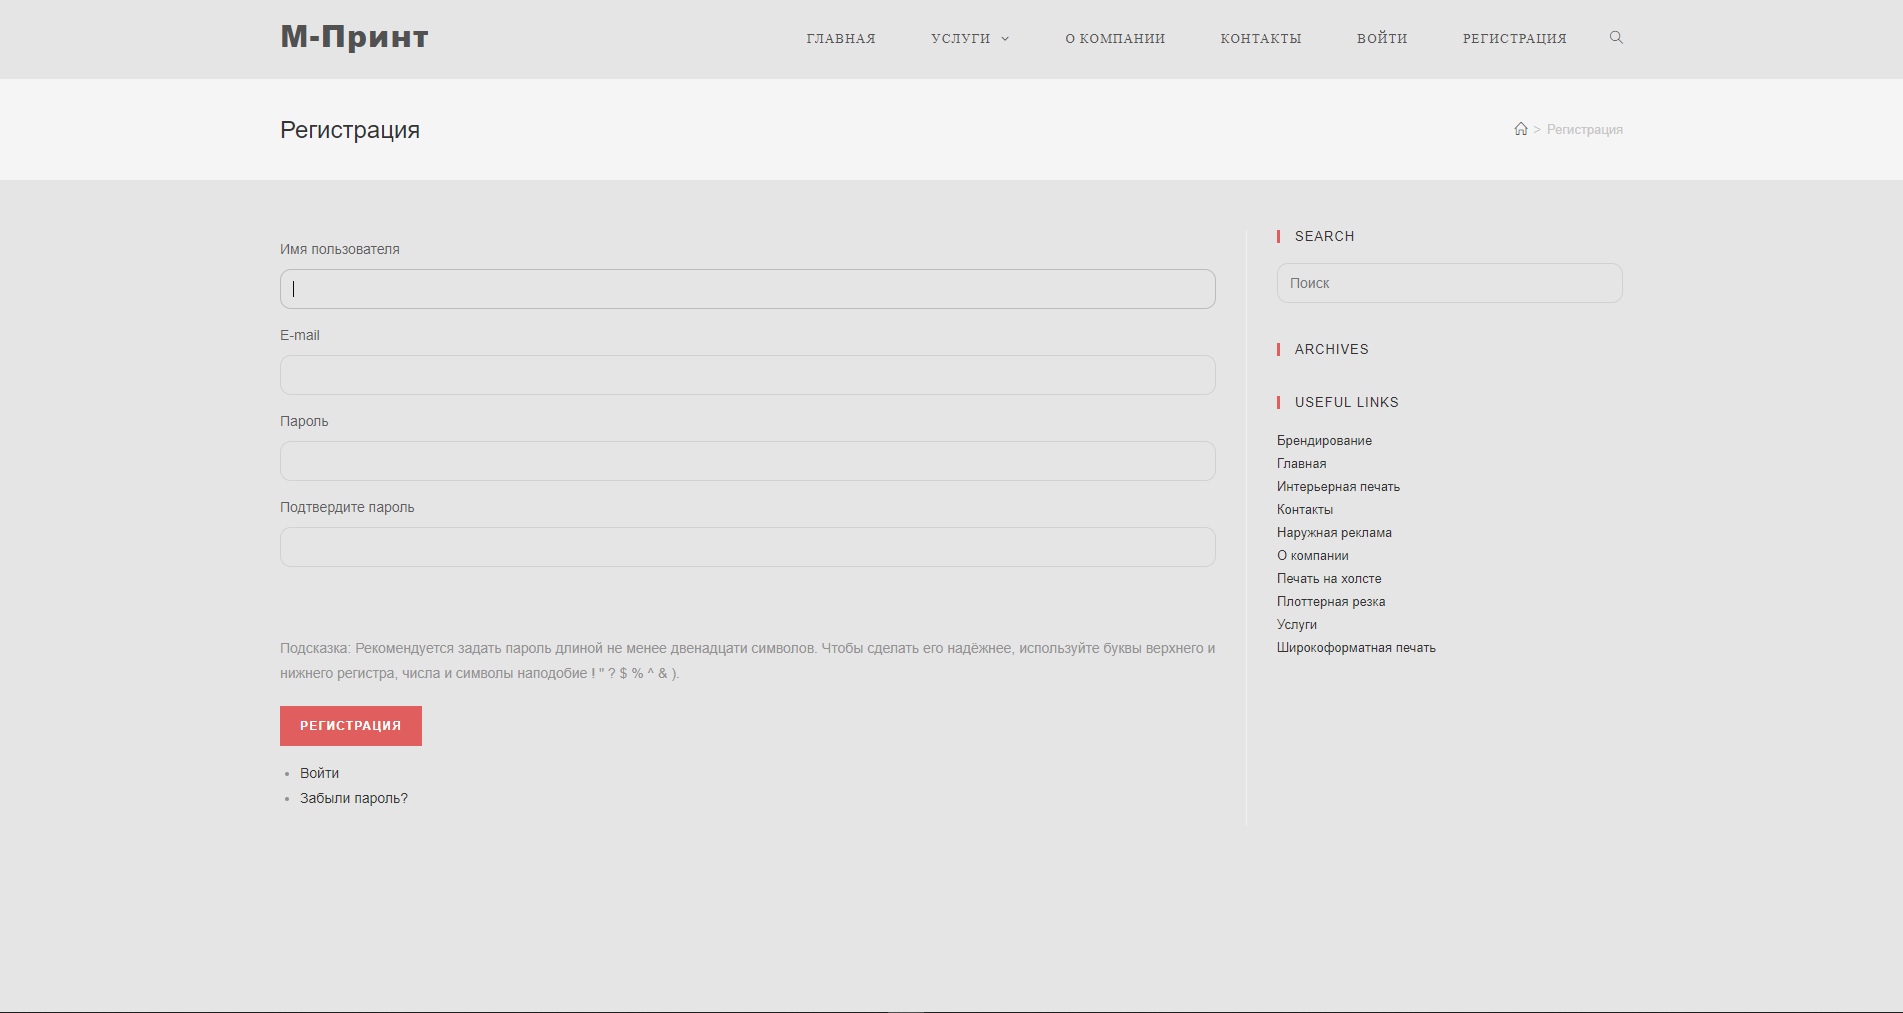 М-Принт
ГЛАВНАЯ
УСЛУГИ
О КОМПАНИИ
КОНТАКТЫ
ВОЙТИ
РЕГИСТРАЦИЯ
Регистрация
> Регистрация
Имя пользователя
E-mail
Пароль
Подтвердите пароль
Подсказка: Рекомендуется задать пароль длиной не менее двенадцати символов. Чтобы сделать его надёжнее, используйте буквы верхнего и
нижнего регистра, числа и символы наподобие ! " ? $ % ^ & ).
РЕГИСТРАЦИЯ
Войти
Забыли пароль?
SEARCH
Поиск
ARCHIVES
USEFUL LINKS
Брендирование
Главная
Интерьерная печать
Контакты
Наружная реклама
О компании
Печать на холсте
Плоттерная резка
Услуги
Широкоформатная печать